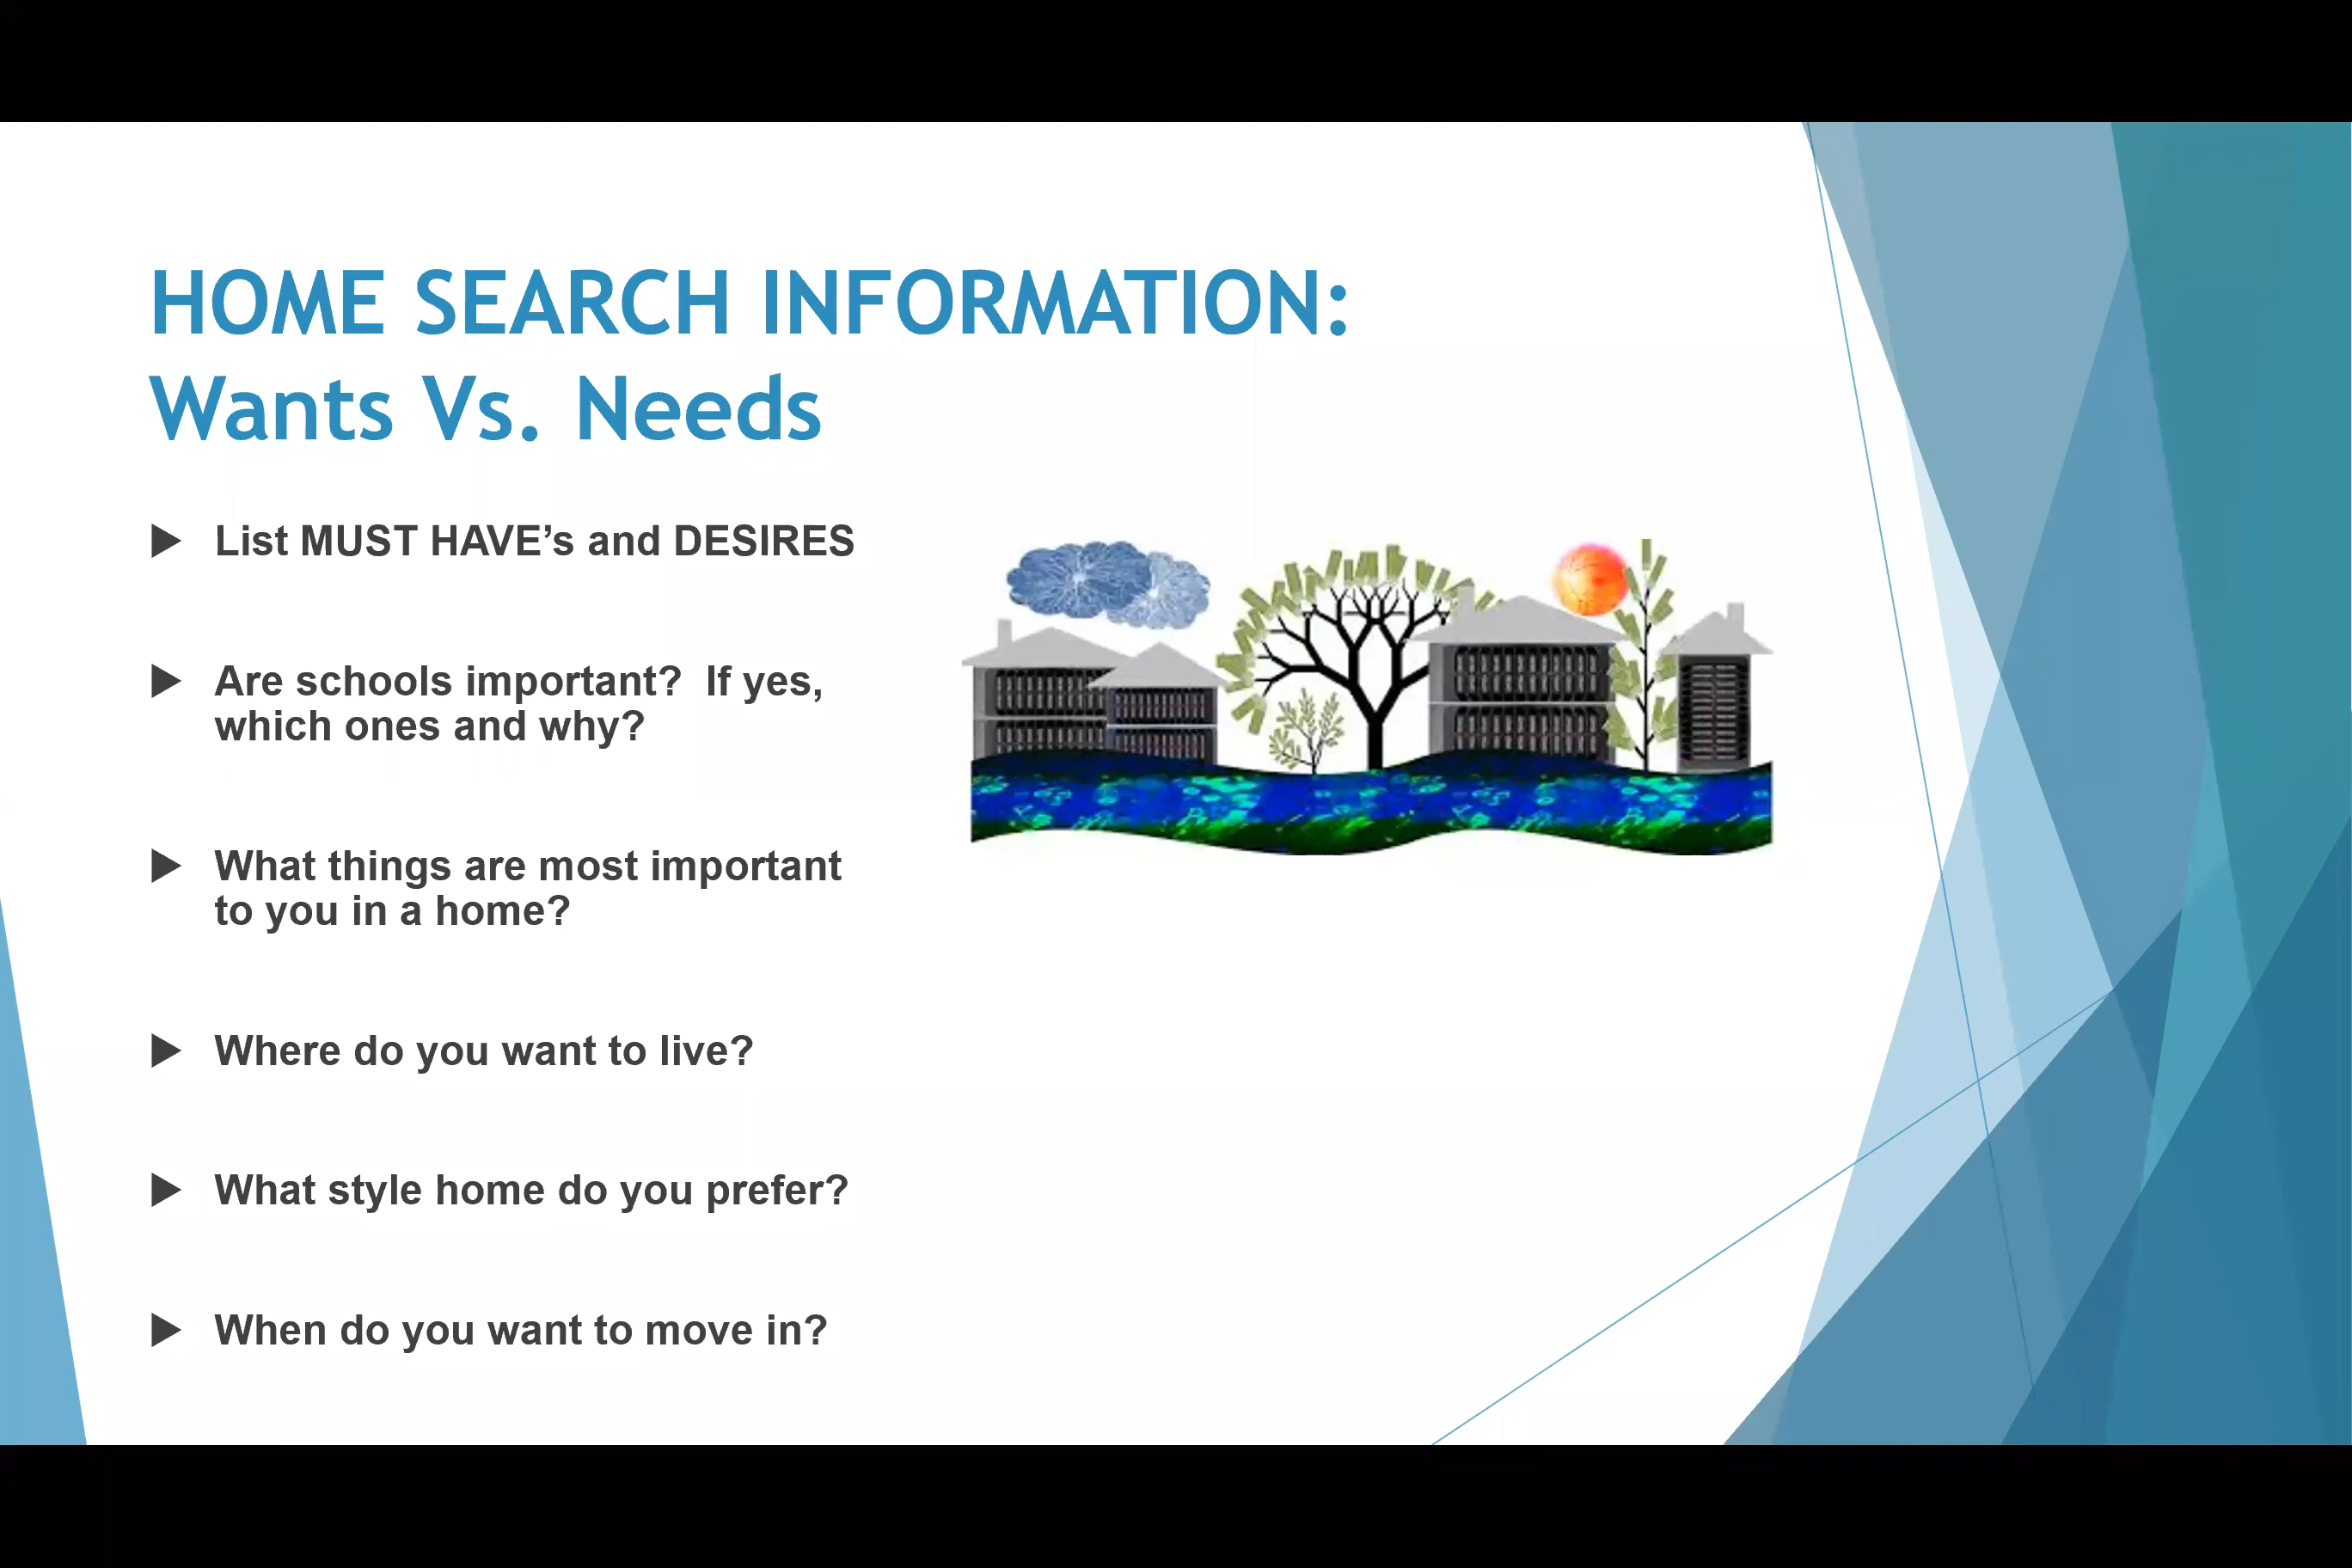 HOME SEARCH INFORMATION:
Wants Vs. Needs
List MUST HAVE’s and DESIRES
Are schools important?  If yes,
which ones and why?
What things are most important
to you in a home?
Where do you want to live?
What style home do you prefer?
When do you want to move in?